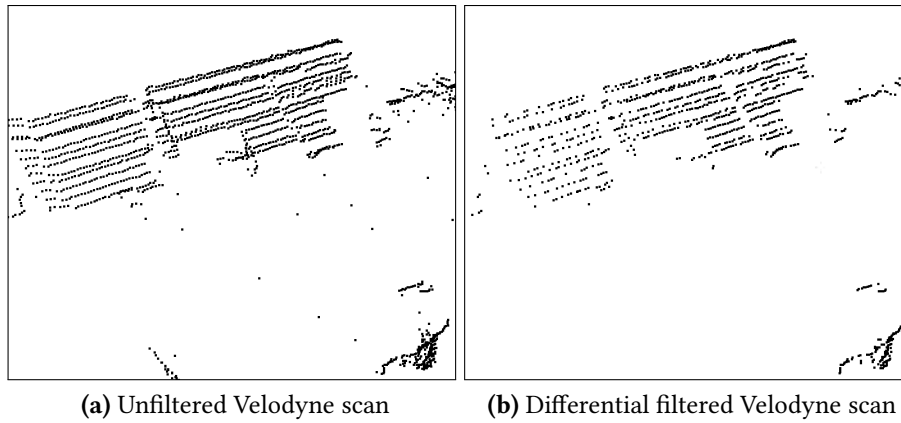 (a) Unfiltered Velodyne scan
(b) Differential filtered Velodyne scan